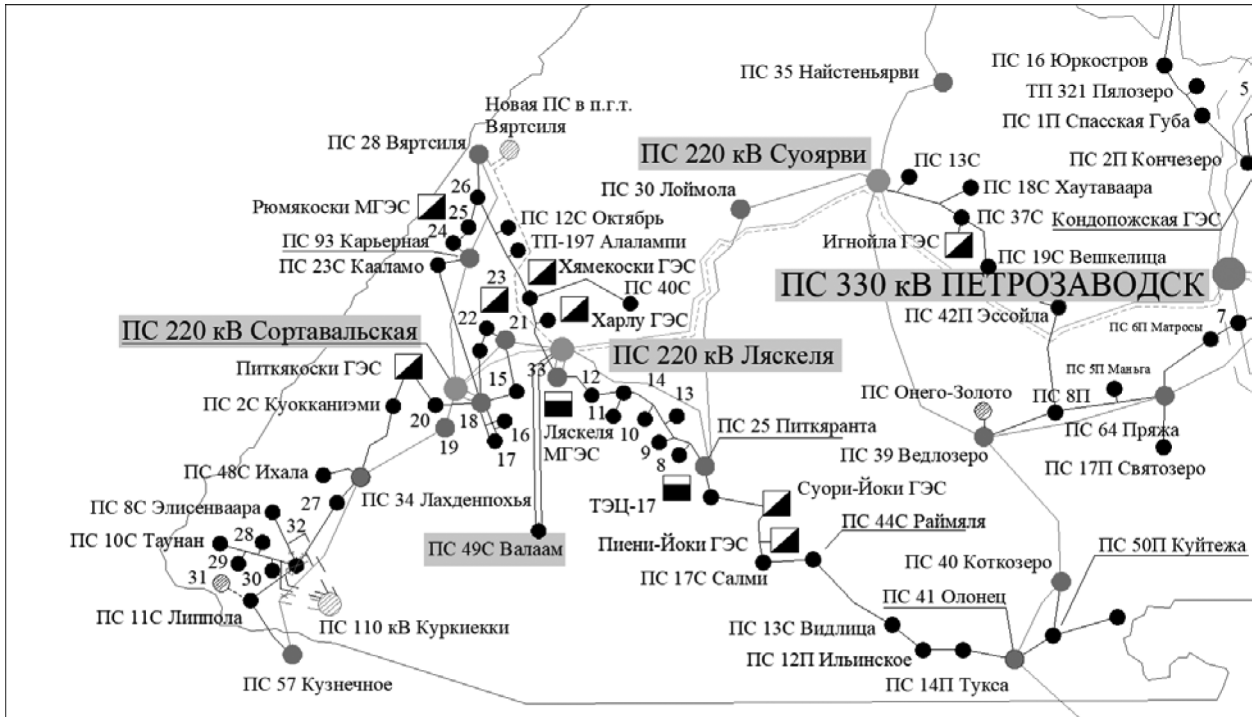 ПС 16 Юркостров
ПС 35 Найстеньярви
ТП 321 Пялозеро
5
Новая ПС в п.г.т.
Вяртсиля
ПС 1П Спасская Губа
ПС 28 Вяртсиля
ПС 220 кВ Суоярви
ПС 13С
ПС 2П Кончезеро
26
ПС 30 Лоймола
ПС 18С Хаутаваара
Рюмякоски МГЭС
25
ПС 12С Октябрь
ПС 37С
Кондопожская ГЭС
24
ПС 93 Карьерная
ТП-197 Алалампи
Игнойла ГЭС
ПС 23С Кааламо
Хямекоски ГЭС
ПС 19С Вешкелица
23
ПС 40С
ПС 330 кВ ПЕТРОЗАВОДСК
22
21
Харлу ГЭС
ПС 42П Эссойла
ПС 6П Матросы
7
ПС 220 кВ Сортавальская
ПС 220 кВ Ляскеля
Питкякоски ГЭС
33
15
12
14
13
ПС 5П Маньга
ПС Онего-Золото
ПС 8П
ПС 2С Куокканиэми
20
18
16
11
10
Ляскеля
МГЭС
19
17
9
8
ПС 25 Питкяранта
ПС 64 Пряжа
ПС 39 Ведлозеро
ПС 17П Святозеро
ПС 48С Ихала
27
ПС 34 Лахденпохья
ТЭЦ-17
Суори-Йоки ГЭС
ПС 8С Элисенваара
32
28
ПС 10С Таунан
29
30
31
ПС 49С Валаам
Пиени-Йоки ГЭС
ПС 44С Раймяля
ПС 50П Куйтежа
ПС 17С Салми
ПС 40 Коткозеро
ПС 11С Липпола
ПС 41 Олонец
ПС 110 кВ Куркиекки
ПС 13С Видлица
ПС 12П Ильинское
ПС 57 Кузнечное
ПС 14П Тукса